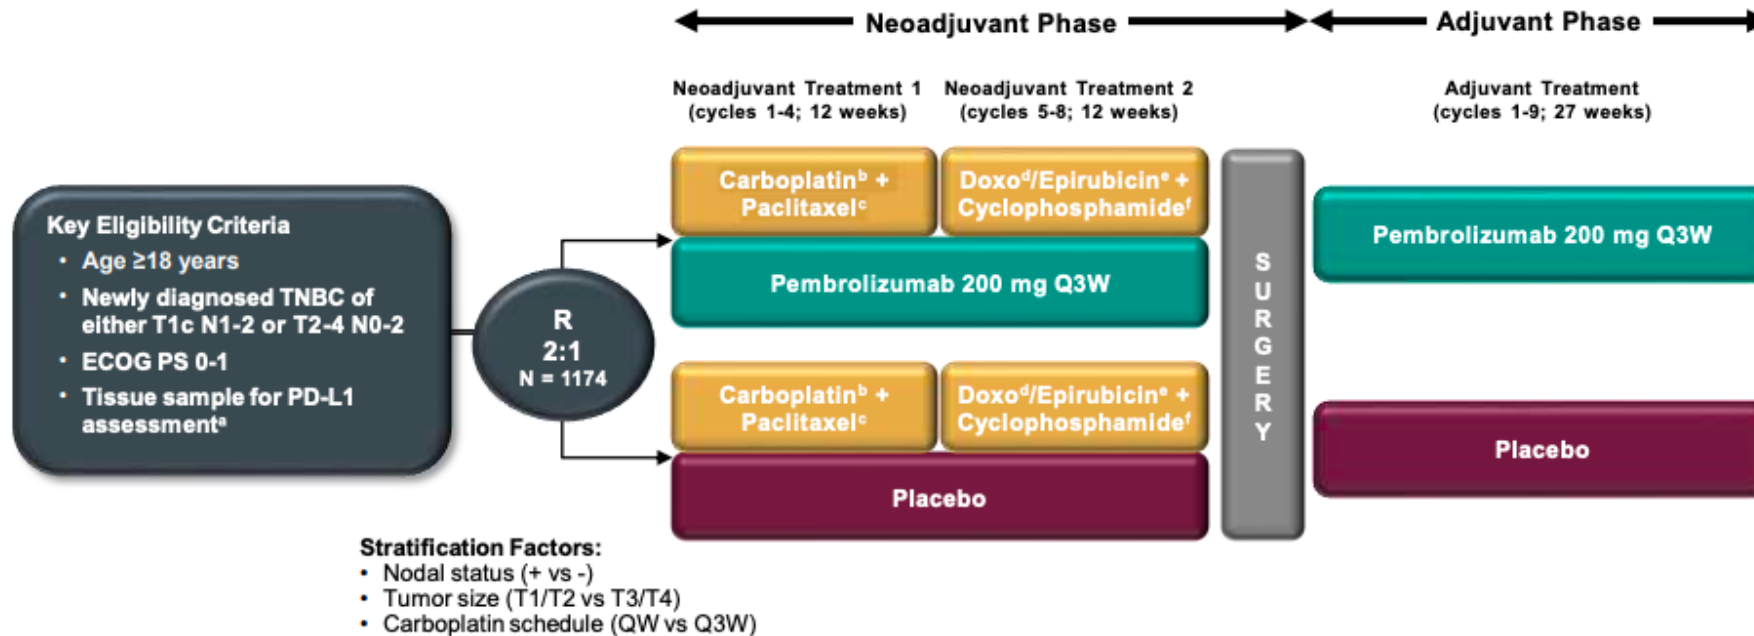 Neoadjuvant Phase
Adjuvant Phase
Neoadjuvant Treatment 1
(cycles 1-4; 12 weeks)
Neoadjuvant Treatment 2
(cycles 5-8; 12 weeks)
Adjuvant Treatment
(cycles 1-9; 27 weeks)
Key Eligibility Criteria
• Age ≥18 years
• Newly diagnosed TNBC of
either T1c N1-2 or T2-4 N0-2
• ECOG PS 0-1
• Tissue sample for PD-L1
assessmentᵃ
R
2:1
N = 1174
Carboplatinᵇ +
Paclitaxelᶜ
Doxoᵈ/Epirubicinᵉ +
Cyclophosphamideᶠ
Pembrolizumab 200 mg Q3W
Carboplatinᵇ +
Paclitaxelᶜ
Doxoᵈ/Epirubicinᵉ +
Cyclophosphamideᶠ
Placebo
SURGERY
Pembrolizumab 200 mg Q3W
Placebo
Stratification Factors:
• Nodal status (+ vs -)
• Tumor size (T1/T2 vs T3/T4)
• Carboplatin schedule (QW vs Q3W)